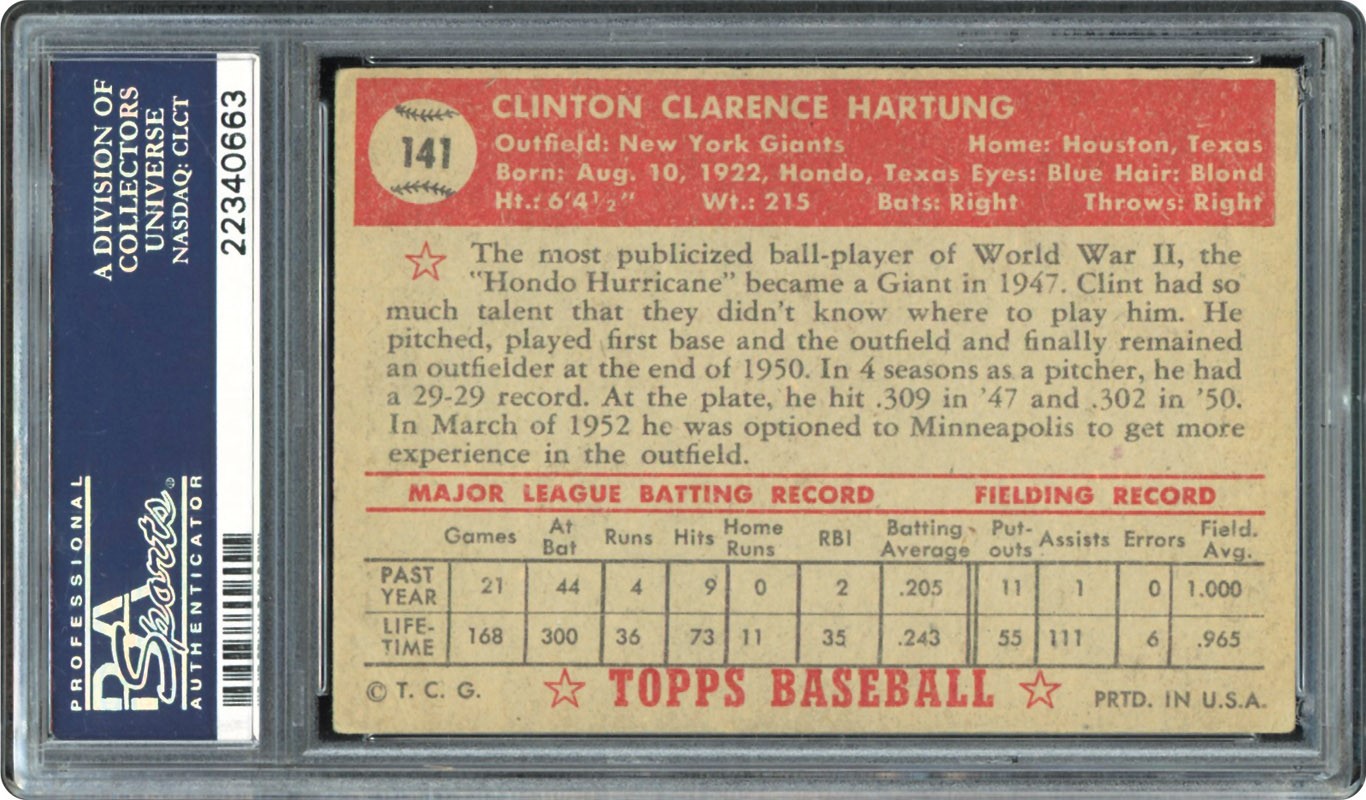 A DIVISION OF
COLLECTORS
UNIVERSE
NASDAQ: CLCT
22340663
PROFESSIONAL
PSA
Sports®
AUTHENTICATOR
141
CLINTON CLARENCE HARTUNG
Outfield: New York Giants Home: Houston, Texas
Born: Aug. 10, 1922, Hondo, Texas Eyes: Blue Hair: Blond
Ht.: 6'4½" Wt.: 215 Bats: Right Throws: Right
The most publicized ball-player of World War II, the
"Hondo Hurricane" became a Giant in 1947. Clint had so
much talent that they didn't know where to play him. He
pitched, played first base and the outfield and finally remained
an outfielder at the end of 1950. In 4 seasons as a pitcher, he had
a 29-29 record. At the plate, he hit .309 in '47 and .302 in '50.
In March of 1952 he was optioned to Minneapolis to get more
experience in the outfield.
MAJOR LEAGUE BATTING RECORD FIELDING RECORD
Games At Bat Runs Hits Home Runs RBI Batting Average Put-outs Assists Errors Field. Avg.
PAST YEAR 21 44 4 9 0 2 .205 11 1 0 1.000
LIFE-TIME 168 300 36 73 11 35 .243 55 111 6 .965
© T. C. G. TOPPS BASEBALL PRTD. IN U.S.A.